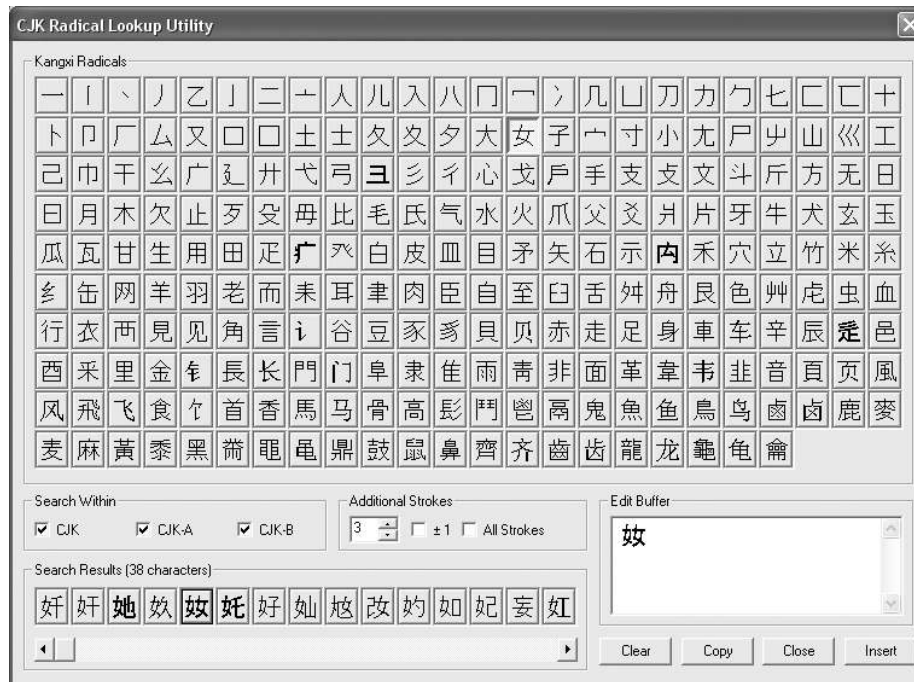 CJK Radical Lookup Utility
Kangxi Radicals
一 丨 丶 丿 乙 亅 二 亠 人 儿 入 八 冂 冖 冫 几 凵 刀 力 勹 匕 匚 匸 十
卜 卩 厂 厶 又 口 囗 土 士 夂 夊 夕 大 女 子 宀 寸 小 尢 尸 屮 山 巛 工
己 巾 干 幺 广 廴 廾 弋 弓 彐 彡 彳 心 戈 戶 手 支 攴 文 斗 斤 方 无 日
曰 月 木 欠 止 歹 殳 毋 比 毛 氏 气 水 火 爪 父 爻 爿 片 牙 牛 犬 玄 玉
瓜 瓦 甘 生 用 田 疋 疒 癶 白 皮 皿 目 矛 矢 石 示 禸 禾 穴 立 竹 米 糸
纟 缶 网 羊 羽 老 而 耒 耳 聿 肉 臣 自 至 臼 舌 舛 舟 艮 色 艸 虍 虫 血
行 衣 襾 見 见 角 言 讠 谷 豆 豕 豸 貝 贝 赤 走 足 身 車 车 辛 辰 辵 邑
酉 釆 里 金 钅 長 长 門 门 阜 隶 隹 雨 靑 非 面 革 韋 韦 韭 音 頁 页 風
风 飛 飞 食 饣 首 香 馬 马 骨 高 髟 鬥 鬯 鬲 鬼 魚 鱼 鳥 鸟 鹵 卤 鹿 麥
麦 麻 黃 黍 黑 黹 黽 黾 鼎 鼓 鼠 鼻 齊 齐 齒 齿 龍 龙 龜 龟 龠
Search Within
CJK CJK-A CJK-B
Additional Strokes
3 ±1 All Strokes
Edit Buffer
㚢
Search Results (38 characters)
奷 奸 她 奺 㚢 好 奾 妁 如 妃 妄 妅
Clear Copy Close Insert